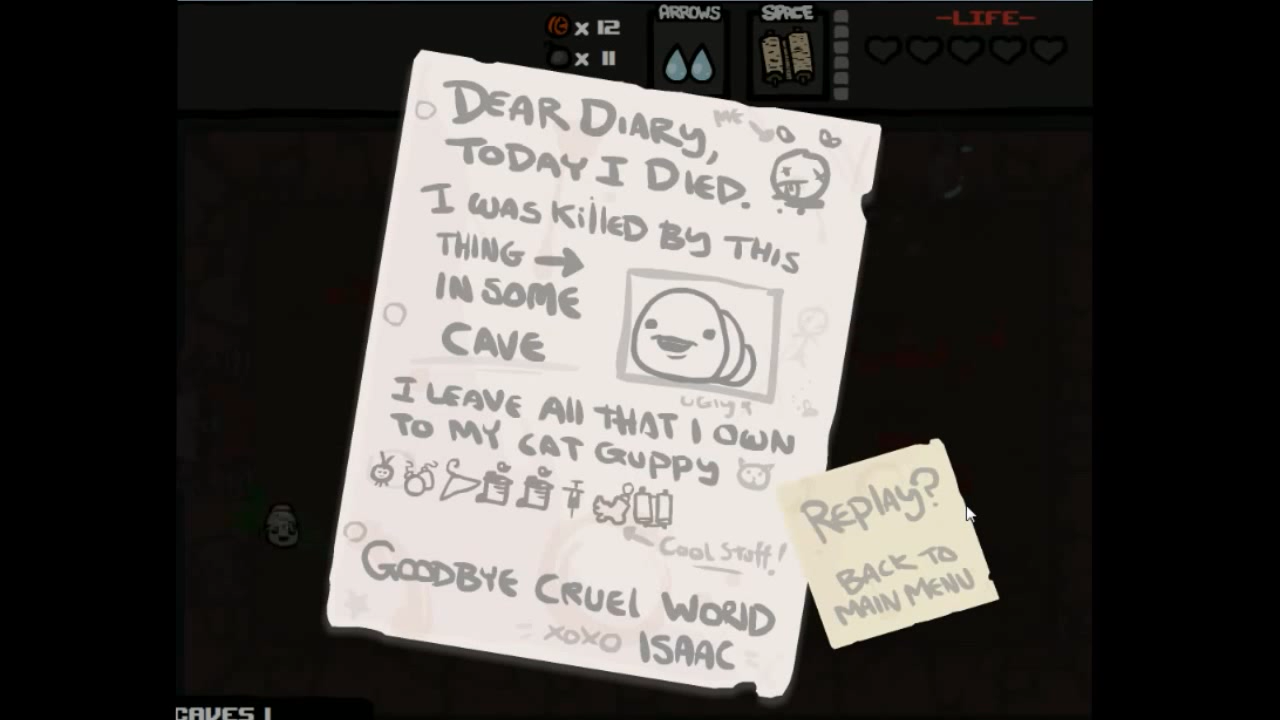 ARROWS
SPACE
-LIFE-
x 12
x 11
DEAR DIARY,
ME
TODAY I DIED.
I WAS KillED BY THIS
THING
IN SOME
CAVE
UGLY
I LEAVE All THAT I OWN
TO MY CAT GUPPY
COOL STUFF!
GOODBYE CRUEL WORLD
XOXO ISAAC
REPLAY?
BACK TO
MAIN MENU
CAVES I